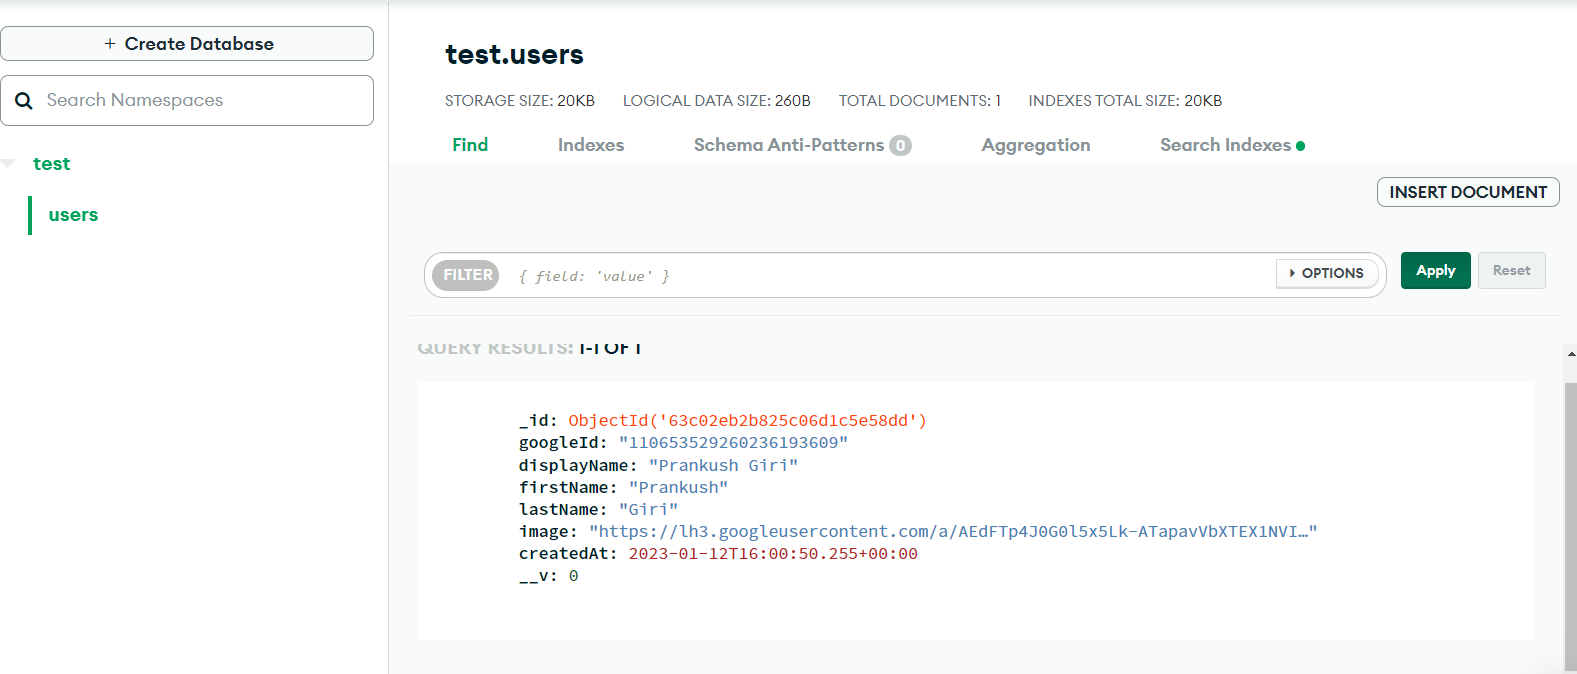 + Create Database
Search Namespaces
test
users
test.users
STORAGE SIZE: 20KB LOGICAL DATA SIZE: 260B TOTAL DOCUMENTS: 1 INDEXES TOTAL SIZE: 20KB
Find Indexes Schema Anti-Patterns 0 Aggregation Search Indexes
INSERT DOCUMENT
FILTER { field: 'value' } OPTIONS Apply Reset
QUERY RESULTS: 1-1 OF 1
_id: ObjectId('63c02eb2b825c06d1c5e58dd')
googleId: "110653529260236193609"
displayName: "Prankush Giri"
firstName: "Prankush"
lastName: "Giri"
image: "https://lh3.googleusercontent.com/a/AEdFTp4J0G0l5x5Lk-ATapavVbXTEX1NVI…"
createdAt: 2023-01-12T16:00:50.255+00:00
__v: 0